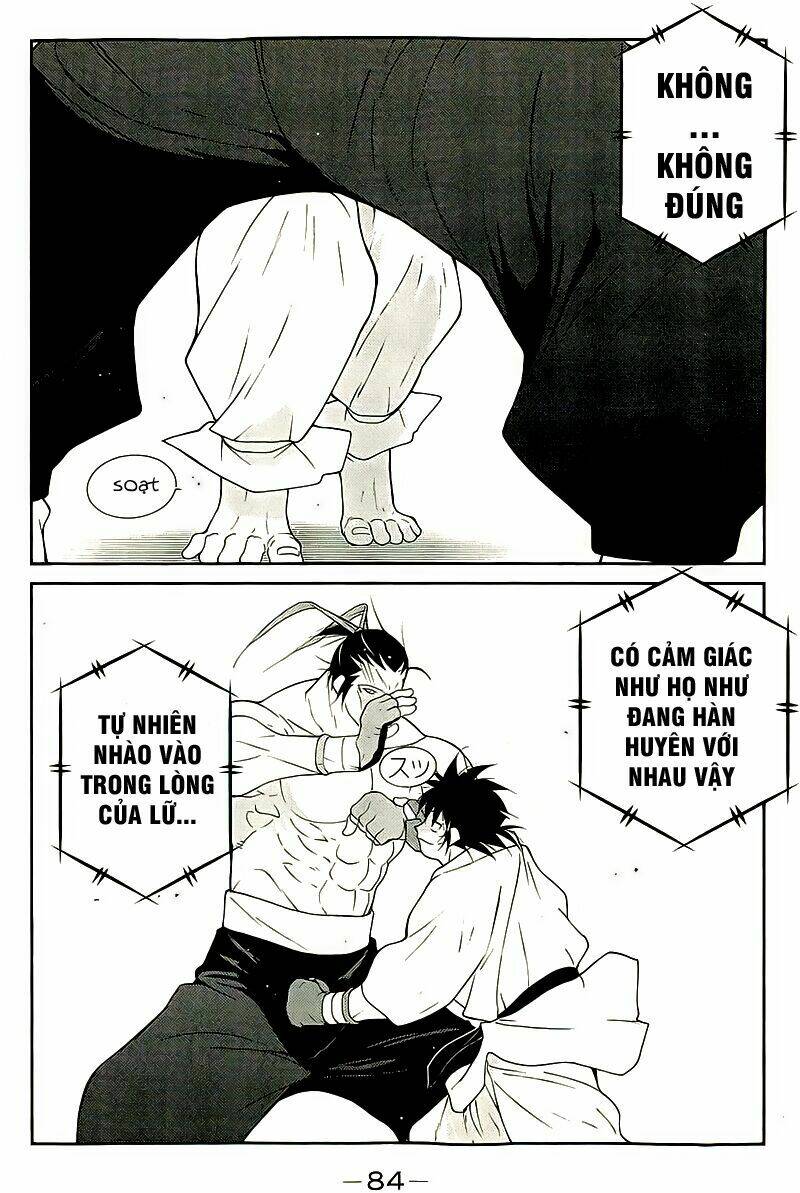 KHÔNG
...
KHÔNG
ĐÚNG
soạt
CÓ CẢM GIÁC
NHƯ HỌ NHƯ
ĐANG HÀN
HUYÊN VỚI
NHAU VẬY
TỰ NHIÊN
NHÀO VÀO
TRONG LÒNG
CỦA LỮ...
スッ
-84-